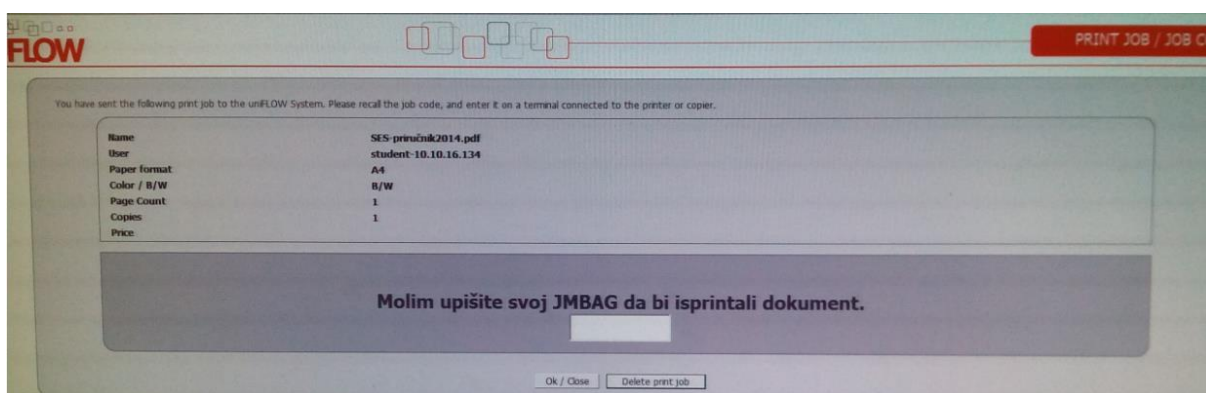 FLOW
PRINT JOB / JOB
You have sent the following print job to the uniFLOW System. Please recall the job code, and enter it on a terminal connected to the printer or copier.
Name SES-priručnik2014.pdf
User student-10.10.16.134
Paper format A4
Color / B/W B/W
Page Count 1
Copies 1
Price
Molim upišite svoj JMBAG da bi isprintali dokument.
Ok / Close Delete print job